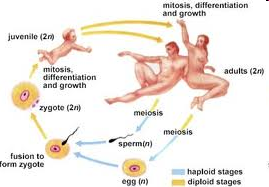 mitosis, differentiation
and growth
juvenile (2n)
mitosis,
differentiation
and growth
adults (2n)
zygote (2n)
meiosis
meiosis
sperm(n)
fusion to
form zygote
egg (n)
haploid stages
diploid stages